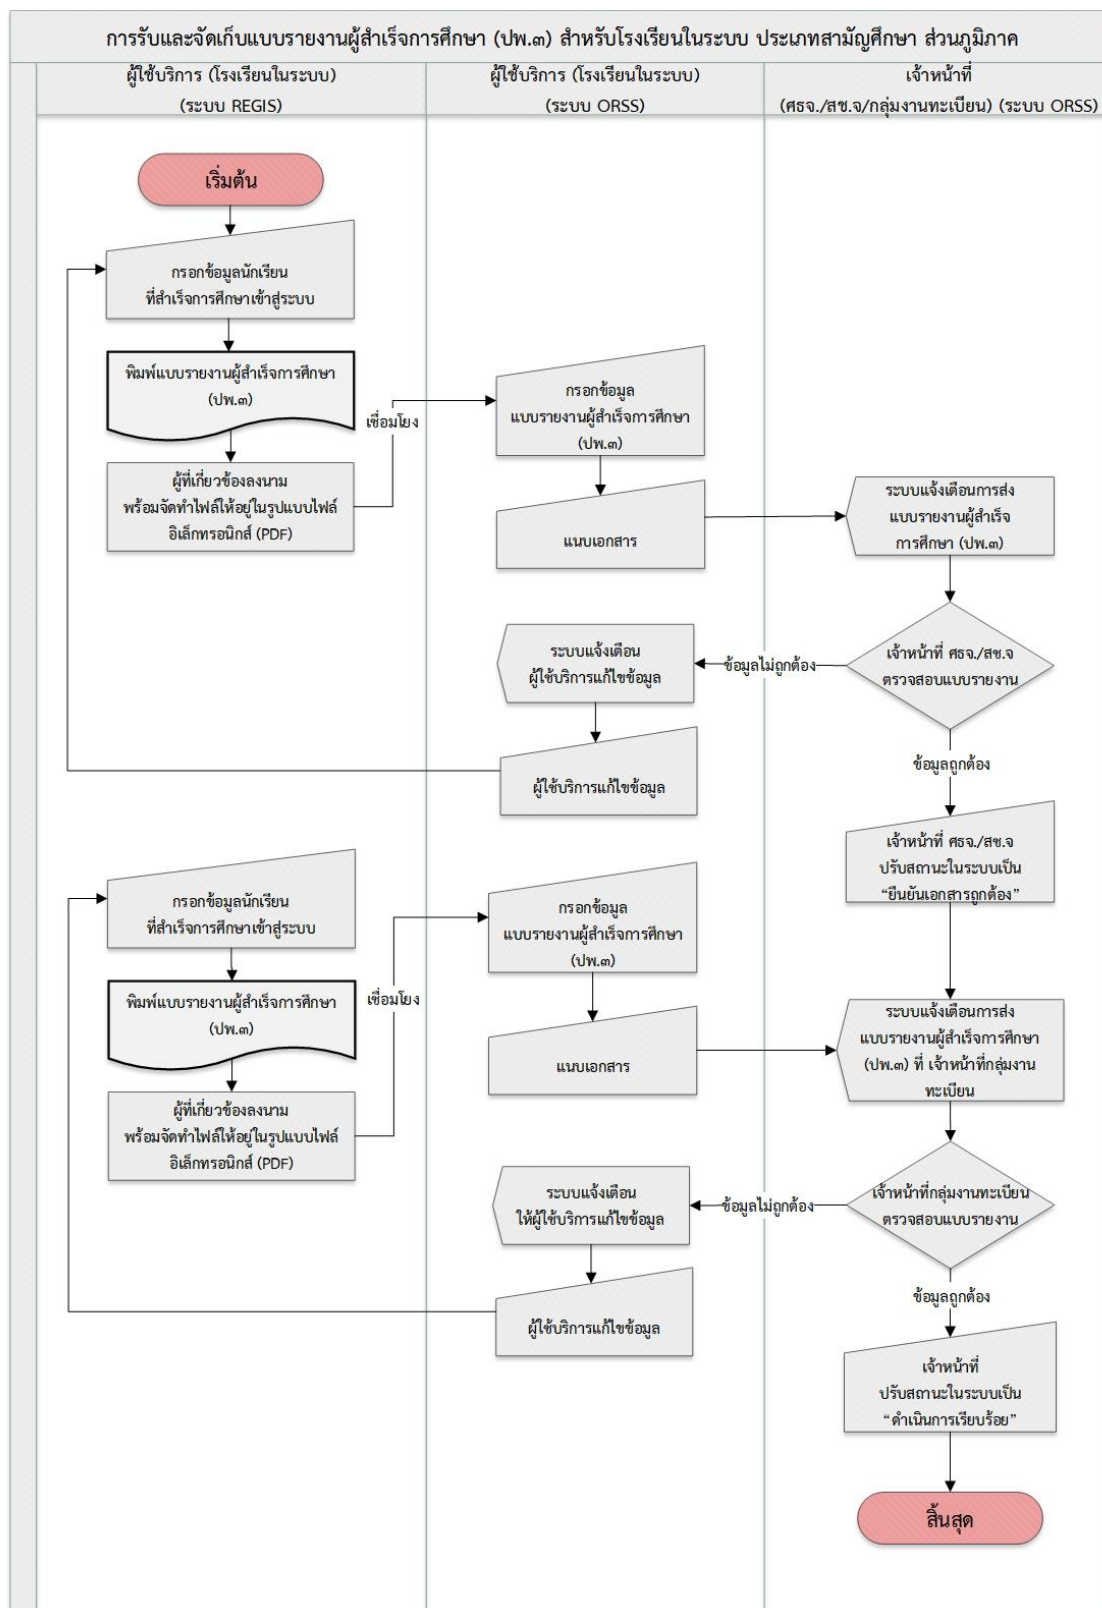 การรับและจัดเก็บแบบรายงานผู้สำเร็จการศึกษา (ปพ.๓) สำหรับโรงเรียนในระบบ ประเภทสามัญศึกษา ส่วนภูมิภาค
ผู้ใช้บริการ (โรงเรียนในระบบ)
(ระบบ REGIS)
ผู้ใช้บริการ (โรงเรียนในระบบ)
(ระบบ ORSS)
เจ้าหน้าที่
(ศธจ./สช.จ/กลุ่มงานทะเบียน) (ระบบ ORSS)
เริ่มต้น
กรอกข้อมูลนักเรียน
ที่สำเร็จการศึกษาเข้าสู่ระบบ
พิมพ์แบบรายงานผู้สำเร็จการศึกษา
(ปพ.๓)
ผู้ที่เกี่ยวข้องลงนาม
พร้อมจัดทำไฟล์ให้อยู่ในรูปแบบไฟล์
อิเล็กทรอนิกส์ (PDF)
เชื่อมโยง
กรอกข้อมูล
แบบรายงานผู้สำเร็จการศึกษา
(ปพ.๓)
แนบเอกสาร
ระบบแจ้งเตือนการส่ง
แบบรายงานผู้สำเร็จ
การศึกษา (ปพ.๓)
เจ้าหน้าที่ ศธจ./สช.จ
ตรวจสอบแบบรายงาน
ข้อมูลไม่ถูกต้อง
ระบบแจ้งเตือน
ผู้ใช้บริการแก้ไขข้อมูล
ผู้ใช้บริการแก้ไขข้อมูล
ข้อมูลถูกต้อง
เจ้าหน้าที่ ศธจ./สช.จ
ปรับสถานะในระบบเป็น
“ยืนยันเอกสารถูกต้อง”
กรอกข้อมูลนักเรียน
ที่สำเร็จการศึกษาเข้าสู่ระบบ
พิมพ์แบบรายงานผู้สำเร็จการศึกษา
(ปพ.๓)
ผู้ที่เกี่ยวข้องลงนาม
พร้อมจัดทำไฟล์ให้อยู่ในรูปแบบไฟล์
อิเล็กทรอนิกส์ (PDF)
เชื่อมโยง
กรอกข้อมูล
แบบรายงานผู้สำเร็จการศึกษา
(ปพ.๓)
แนบเอกสาร
ระบบแจ้งเตือนการส่ง
แบบรายงานผู้สำเร็จการศึกษา
(ปพ.๓) ที่ เจ้าหน้าที่กลุ่มงาน
ทะเบียน
เจ้าหน้าที่กลุ่มงานทะเบียน
ตรวจสอบแบบรายงาน
ข้อมูลไม่ถูกต้อง
ระบบแจ้งเตือน
ให้ผู้ใช้บริการแก้ไขข้อมูล
ผู้ใช้บริการแก้ไขข้อมูล
ข้อมูลถูกต้อง
เจ้าหน้าที่
ปรับสถานะในระบบเป็น
“ดำเนินการเรียบร้อย”
สิ้นสุด